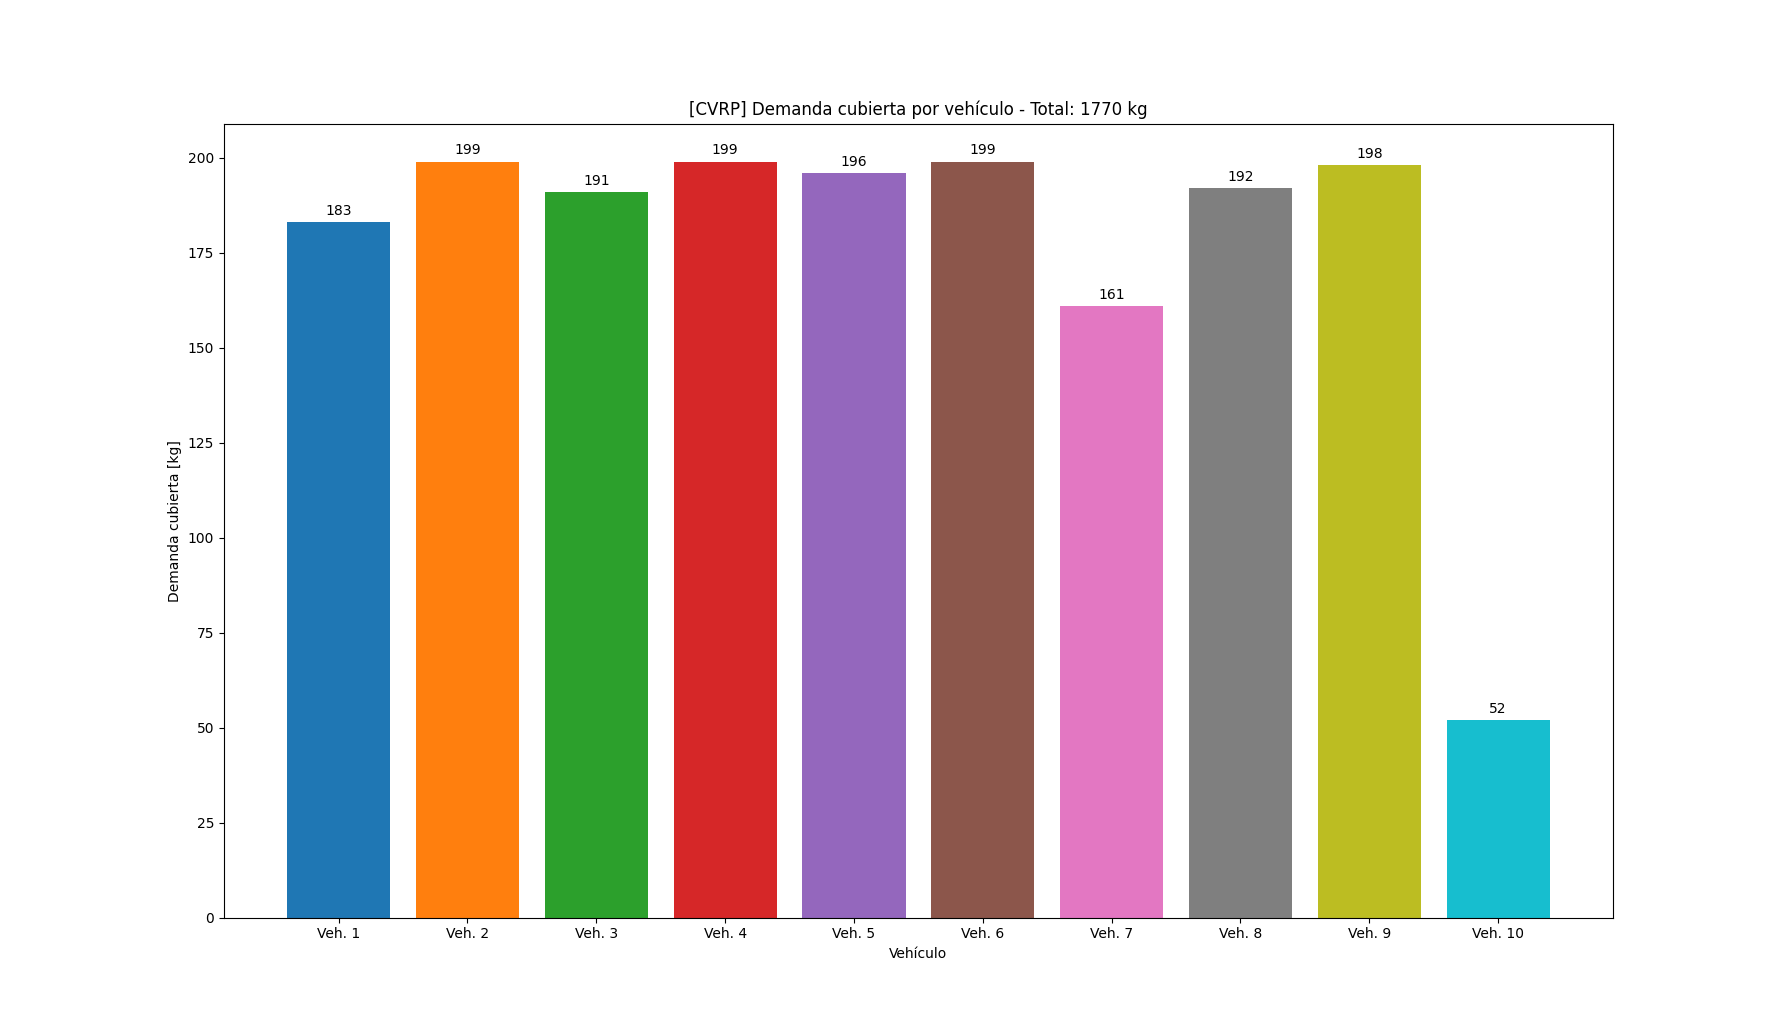 [CVRP] Demanda cubierta por vehículo - Total: 1770 kg
200
175
150
125
100
75
50
25
0
Demanda cubierta [kg]
183
199
191
199
196
199
161
192
198
52
Veh. 1
Veh. 2
Veh. 3
Veh. 4
Veh. 5
Veh. 6
Veh. 7
Veh. 8
Veh. 9
Veh. 10
Vehículo